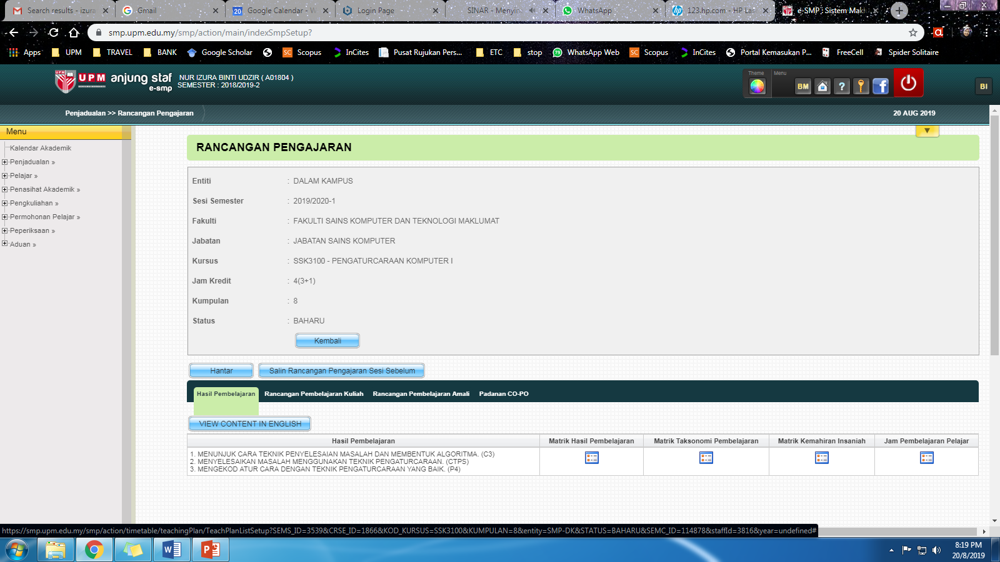 Search results - izura
Gmail
20 Google Calendar - W
Login Page
SINAR - Menyin
WhatsApp
123.hp.com - HP Las
e-SMP : Sistem Mak
smp.upm.edu.my/smp/action/main/indexSmpSetup?
Apps UPM TRAVEL BANK Google Scholar SC Scopus InCites Pusat Rujukan Pers... ETC stop WhatsApp Web SC Scopus InCites Portal Kemasukan P... FreeCell Spider Solitaire
UPM anjung staf
e-smp
NUR IZURA BINTI UDZIR ( A01804 )
SEMESTER : 2018/2019-2
Theme Menu
BM ? f BI
Penjadualan >> Rancangan Pengajaran
20 AUG 2019
Menu
Kalendar Akademik
Penjadualan »
Pelajar »
Penasihat Akademik »
Pengkuliahan »
Permohonan Pelajar »
Peperiksaan »
Aduan »
RANCANGAN PENGAJARAN
Entiti : DALAM KAMPUS
Sesi Semester : 2019/2020-1
Fakulti : FAKULTI SAINS KOMPUTER DAN TEKNOLOGI MAKLUMAT
Jabatan : JABATAN SAINS KOMPUTER
Kursus : SSK3100 - PENGATURCARAAN KOMPUTER I
Jam Kredit : 4(3+1)
Kumpulan : 8
Status : BAHARU
Kembali
Hantar Salin Rancangan Pengajaran Sesi Sebelum
Hasil Pembelajaran Rancangan Pembelajaran Kuliah Rancangan Pembelajaran Amali Padanan CO-PO
VIEW CONTENT IN ENGLISH
Hasil Pembelajaran Matrik Hasil Pembelajaran Matrik Taksonomi Pembelajaran Matrik Kemahiran Insaniah Jam Pembelajaran Pelajar
1. MENUNJUK CARA TEKNIK PENYELESAIAN MASALAH DAN MEMBENTUK ALGORITMA. (C3)
2. MENYELESAIKAN MASALAH MENGGUNAKAN TEKNIK PENGATURCARAAN. (CTPS)
3. MENGEKOD ATUR CARA DENGAN TEKNIK PENGATURCARAAN YANG BAIK. (P4)
https://smp.upm.edu.my/smp/action/timetable/teachingPlan/TeachPlanListSetup?SEMS_ID=3539&CRSE_ID=1866&KOD_KURSUS=SSK3100&KUMPULAN=8&entity=SMP-DK&STATUS=BAHARU&SEMC_ID=114878&staffId=3816&year=undefined#
8:19 PM
20/8/2019